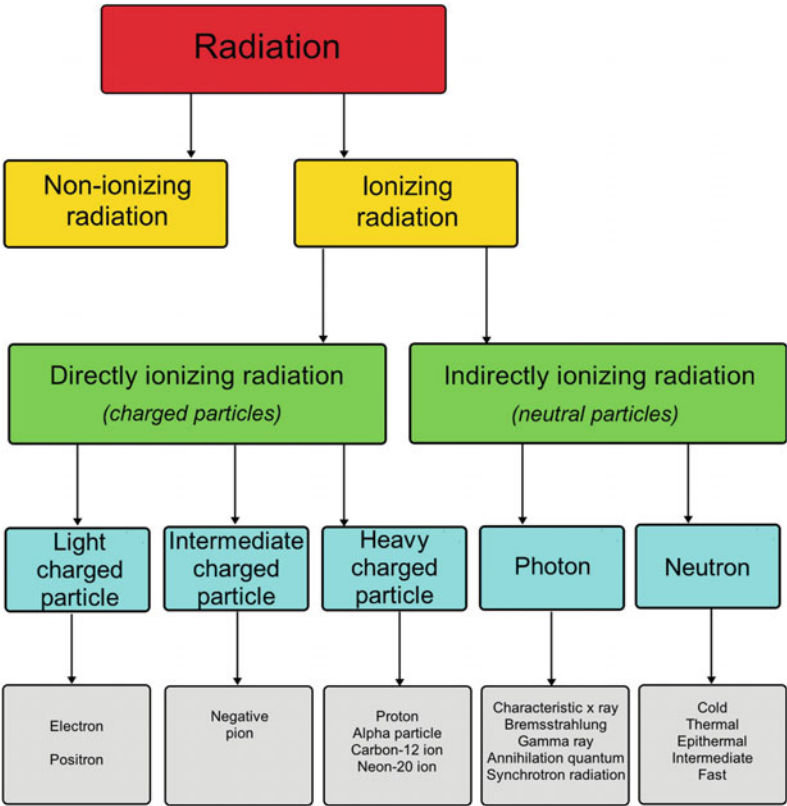 Radiation
Non-ionizing
radiation
Ionizing
radiation
Directly ionizing radiation
(charged particles)
Indirectly ionizing radiation
(neutral particles)
Light
charged
particle
Intermediate
charged
particle
Heavy
charged
particle
Photon
Neutron
Electron
Positron
Negative
pion
Proton
Alpha particle
Carbon-12 ion
Neon-20 ion
Characteristic x ray
Bremsstrahlung
Gamma ray
Annihilation quantum
Synchrotron radiation
Cold
Thermal
Epithermal
Intermediate
Fast